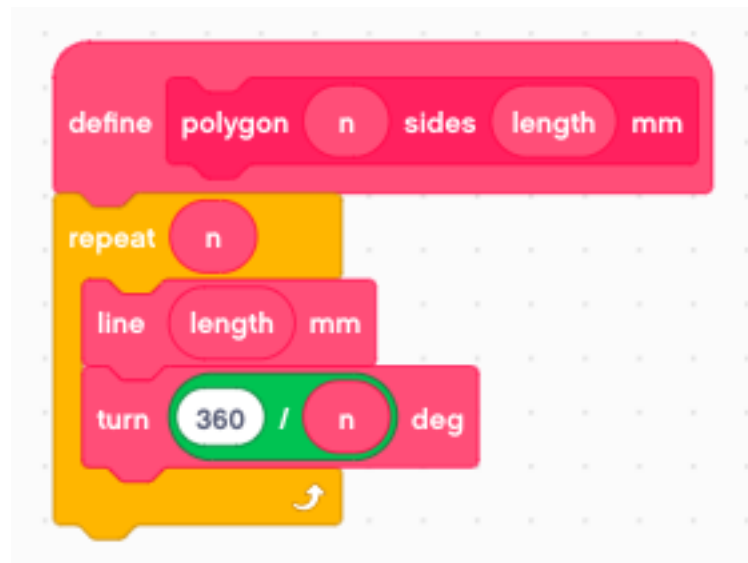 define polygon n sides length mm
repeat n
line length mm
turn 360 / n deg